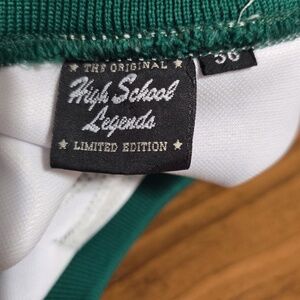 ★ THE ORIGINAL ★
High School
Legends
★ LIMITED EDITION ★
56